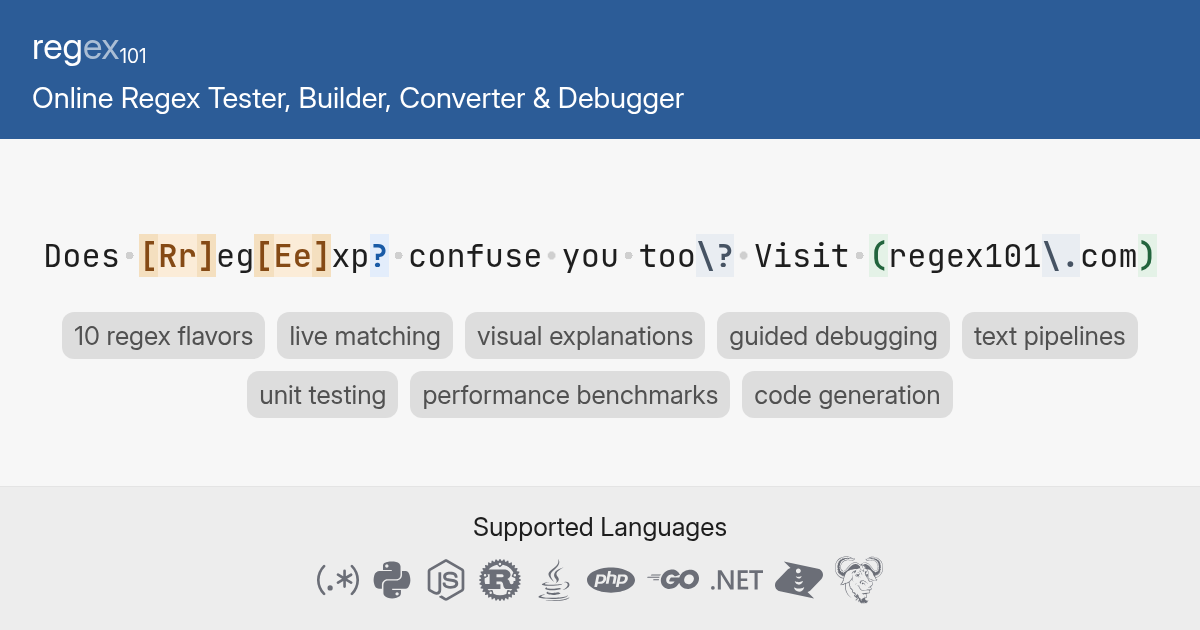 regex101
Online Regex Tester, Builder, Converter & Debugger
Does·[Rr]eg[Ee]xp?·confuse·you·too\?·Visit·(regex101\.com)
10 regex flavors live matching visual explanations guided debugging text pipelines
unit testing performance benchmarks code generation
Supported Languages
(.*) JS R php GO .NET